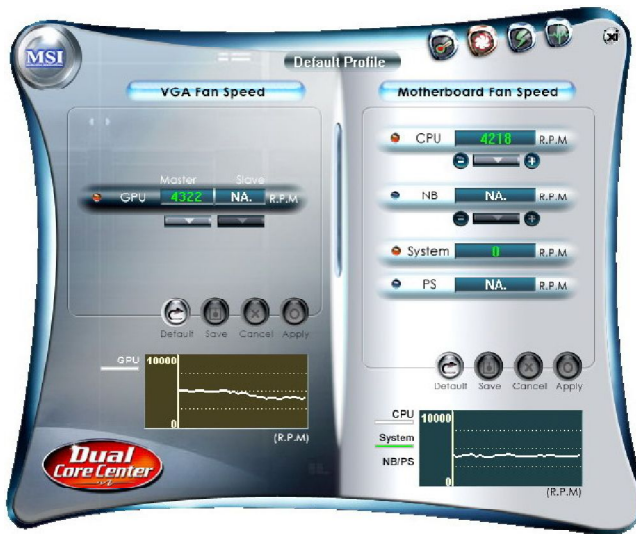 MSI
Default Profile
xi
VGA Fan Speed
Master Slave
GPU 4322 NA. R.P.M
Default Save Cancel Apply
GPU 10000
0
(R.P.M)
Dual
Core Center
Motherboard Fan Speed
CPU 4218 R.P.M
NB NA. R.P.M
System 0 R.P.M
PS NA. R.P.M
Default Save Cancel Apply
CPU 10000
System
NB/PS
0
(R.P.M)